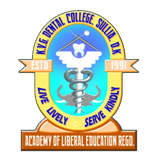 K.V.G. DENTAL COLLEGE, SULLIA, D.K
ESTD 1991
LIVE LIVELY SERVE KINDLY
ACADEMY OF LIBERAL EDUCATION REGD.